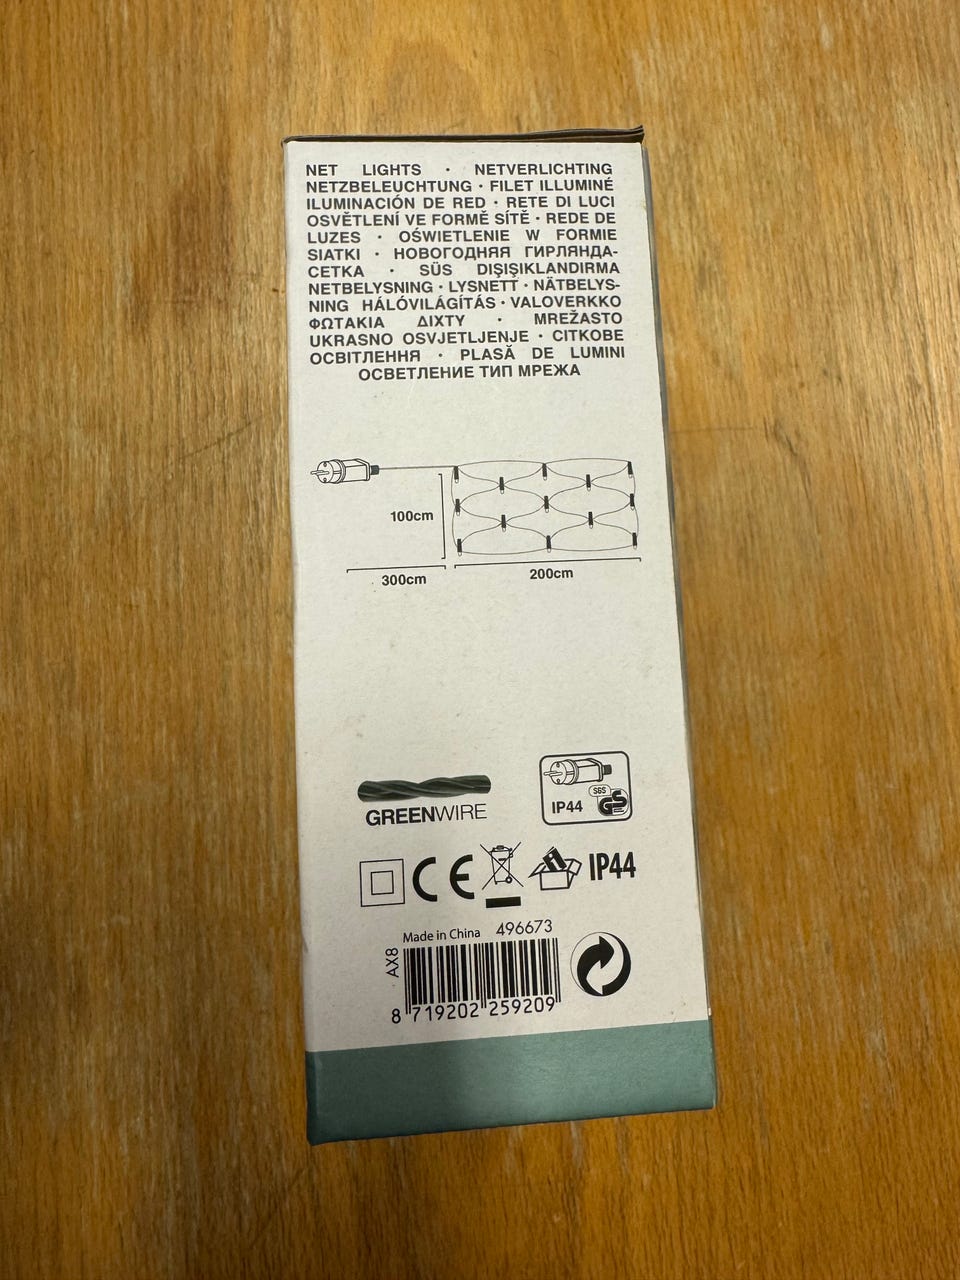 NET LIGHTS · NETVERLICHTING
NETZBELEUCHTUNG · FILET ILLUMINÉ
ILUMINACIÓN DE RED · RETE DI LUCI
OSVĚTLENÍ VE FORMĚ SÍTĚ · REDE DE
LUZES · OŚWIETLENIE W FORMIE
SIATKI · НОВОГОДНЯЯ ГИРЛЯНДА-
СЕТКА · SÜS DIŞIŞIKLANDIRMA
NETBELYSNING · LYSNETT · NÄTBELYS-
NING HÁLÓVILÁGÍTÁS · VALOVERKKO
ΦΩΤΑΚΙΑ ΔΙΧΤΥ · MREŽASTO
UKRASNO OSVJETLJENJE · СІТКОВЕ
ОСВІТЛЕННЯ · PLASĂ DE LUMINI
ОСВЕТЛЕНИЕ ТИП МРЕЖА
100cm
300cm
200cm
GREENWIRE
IP44
SGS
GS
CE
IP44
Made in China 496673
AX8
8 719202 259209